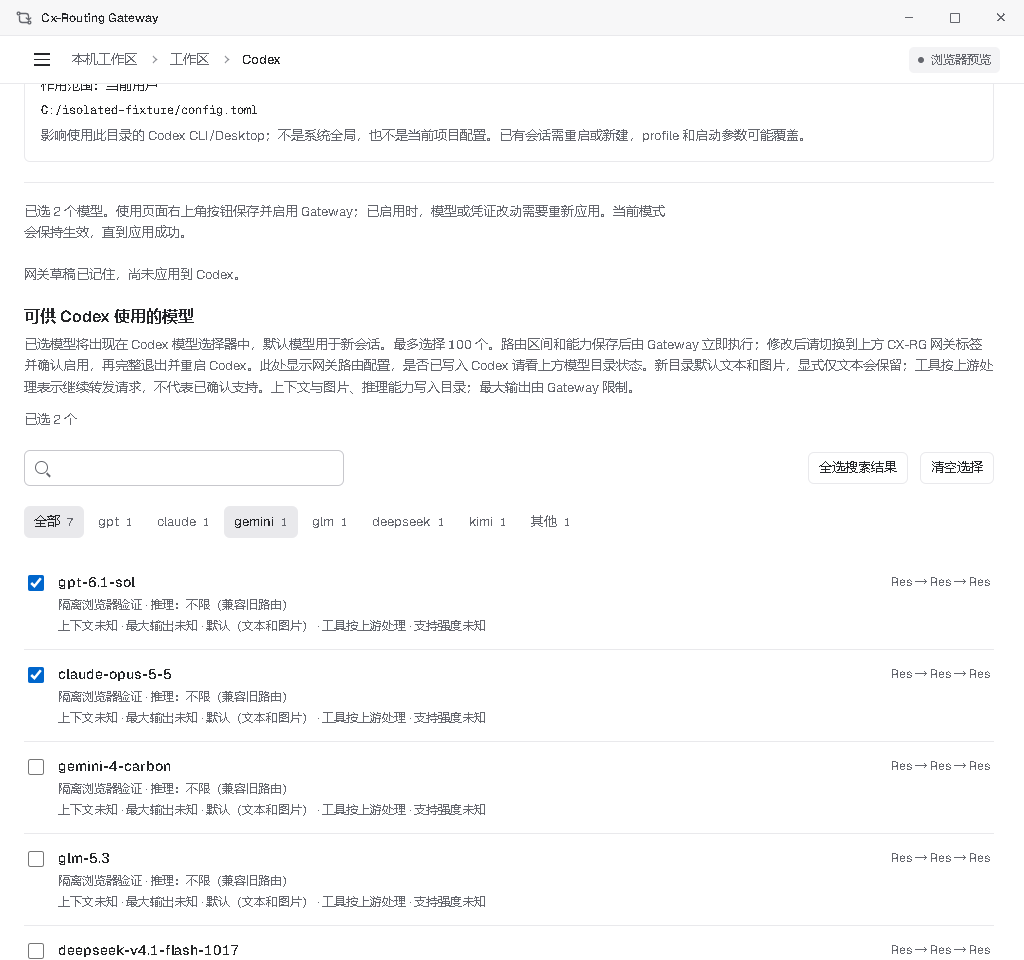 Cx-Routing Gateway
本机工作区 > 工作区 > Codex
浏览器预览
作用范围：当前用户
C:/isolated-fixture/config.toml
影响使用此目录的 Codex CLI/Desktop；不是系统全局，也不是当前项目配置。已有会话需重启或新建，profile 和启动参数可能覆盖。
已选 2 个模型。使用页面右上角按钮保存并启用 Gateway；已启用时，模型或凭证改动需要重新应用。当前模式
会保持生效，直到应用成功。
网关草稿已记住，尚未应用到 Codex。
可供 Codex 使用的模型
已选模型将出现在 Codex 模型选择器中，默认模型用于新会话。最多选择 100 个。路由区间和能力保存后由 Gateway 立即执行；修改后请切换到上方 CX-RG 网关标签
并确认启用，再完整退出并重启 Codex。此处显示网关路由配置，是否已写入 Codex 请看上方模型目录状态。新目录默认文本和图片，显式仅文本会保留；工具按上游处
理表示继续转发请求，不代表已确认支持。上下文与图片、推理能力写入目录；最大输出由 Gateway 限制。
已选 2 个
全选搜索结果
清空选择
全部 7 gpt 1 claude 1 gemini 1 glm 1 deepseek 1 kimi 1 其他 1
gpt-6.1-sol
Res→Res→Res
隔离浏览器验证 · 推理：不限（兼容旧路由）
上下文未知 · 最大输出未知 · 默认（文本和图片） · 工具按上游处理 · 支持强度未知
claude-opus-5-5
Res→Res→Res
隔离浏览器验证 · 推理：不限（兼容旧路由）
上下文未知 · 最大输出未知 · 默认（文本和图片） · 工具按上游处理 · 支持强度未知
gemini-4-carbon
Res→Res→Res
隔离浏览器验证 · 推理：不限（兼容旧路由）
上下文未知 · 最大输出未知 · 默认（文本和图片） · 工具按上游处理 · 支持强度未知
glm-5.3
Res→Res→Res
隔离浏览器验证 · 推理：不限（兼容旧路由）
上下文未知 · 最大输出未知 · 默认（文本和图片） · 工具按上游处理 · 支持强度未知
deepseek-v4.1-flash-1017
Res→Res→Res